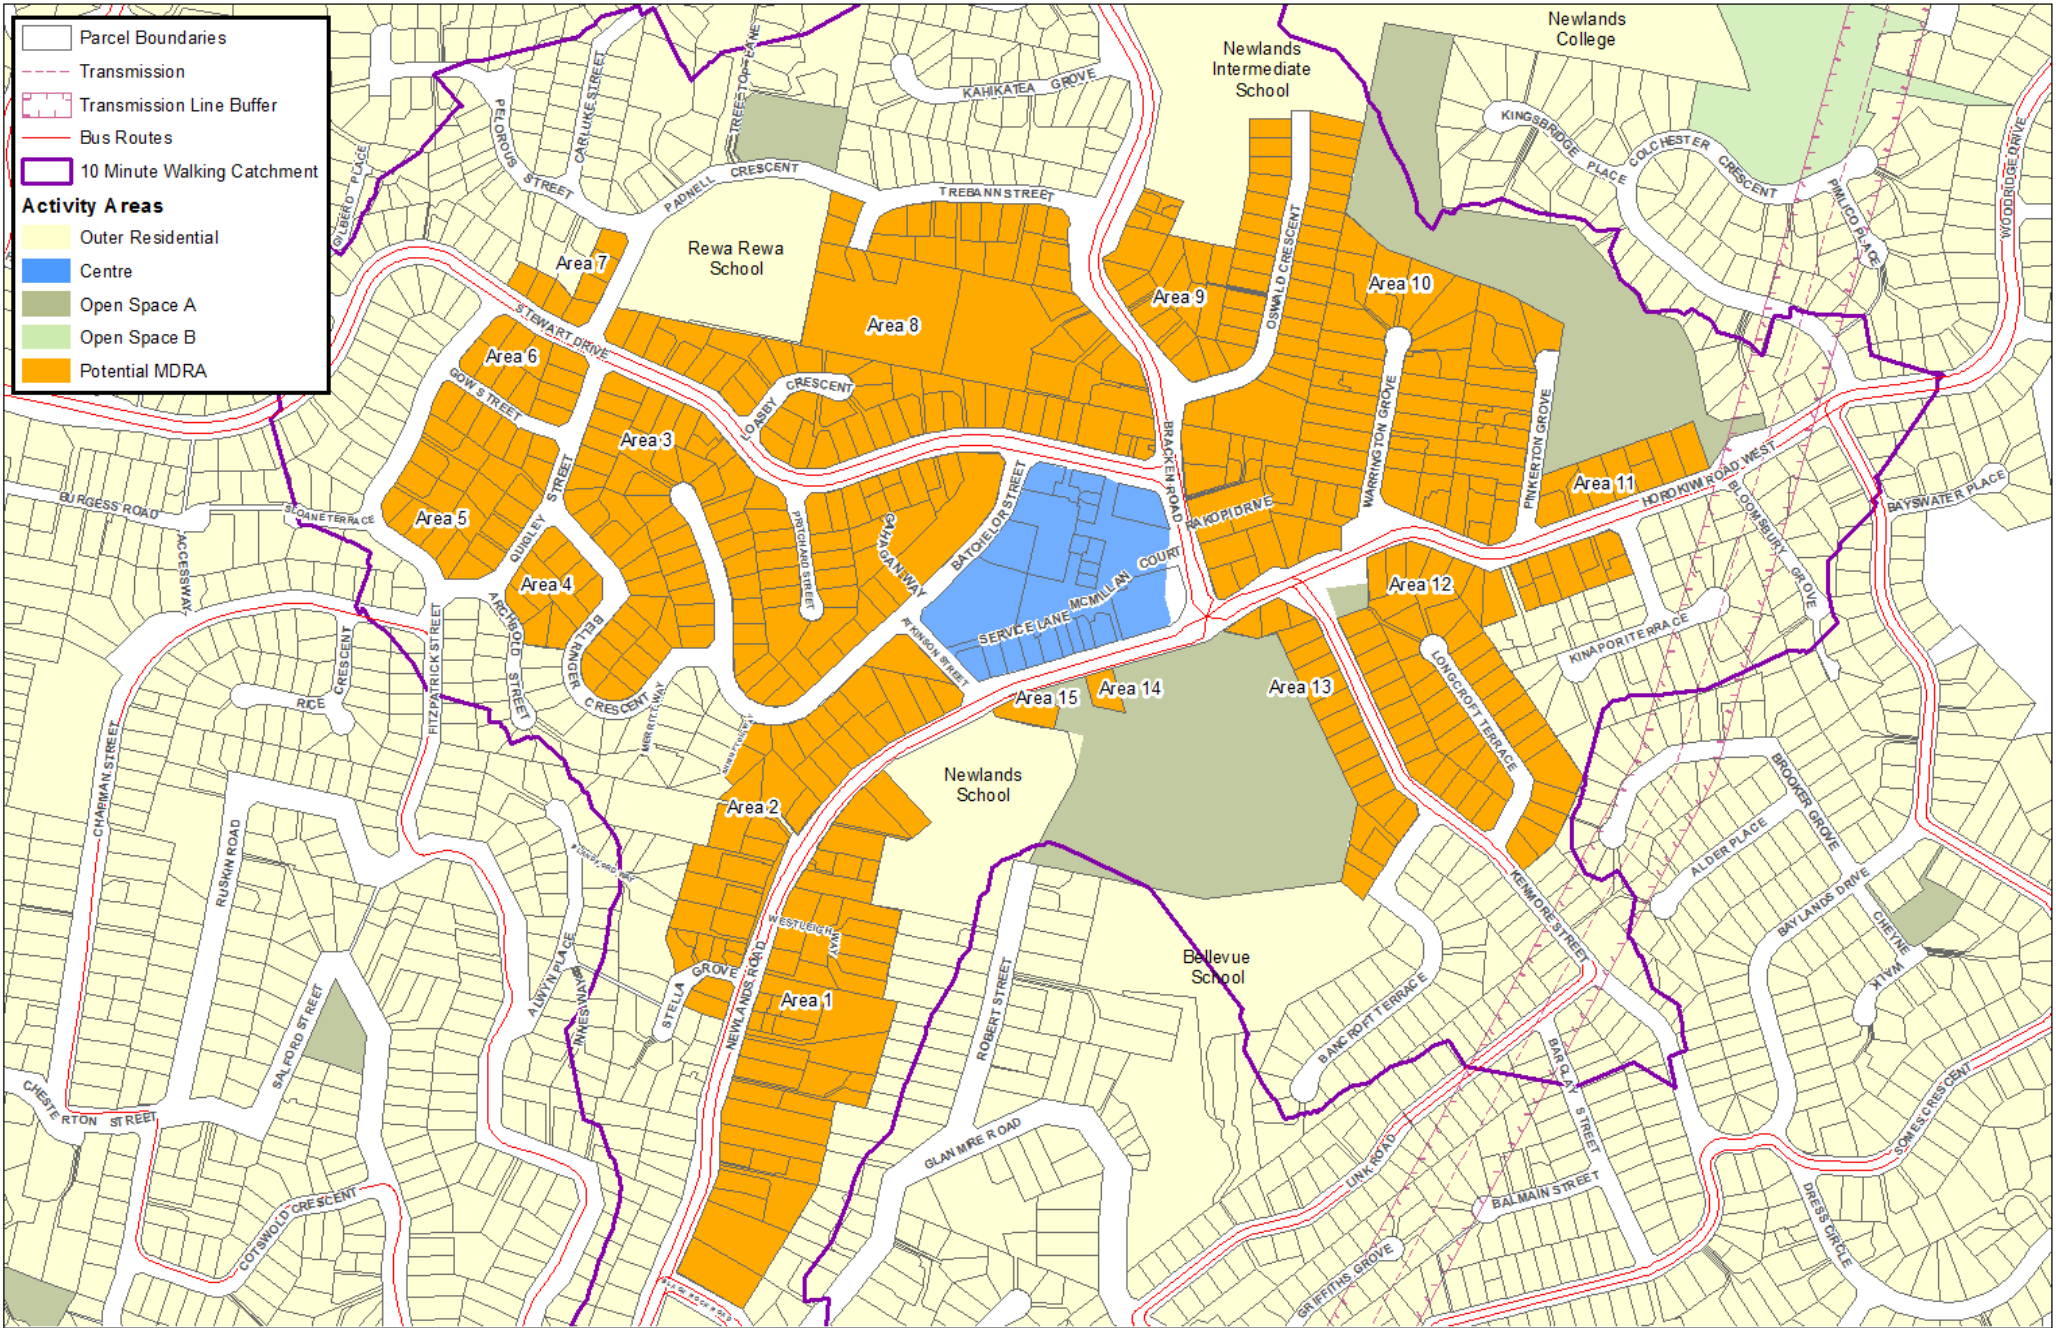 Parcel Boundaries
Transmission
Transmission Line Buffer
Bus Routes
10 Minute Walking Catchment
Activity Areas
Outer Residential
Centre
Open Space A
Open Space B
Potential MDRA
Newlands
College
Newlands
Intermediate
School
KAHIKATEA GROVE
TREETOPS LANE
CARLUKE STREET
PELOROUS STREET
GILBERD PLACE
PADNELL CRESCENT
TREBANN STREET
KINGSBRIDGE PLACE
COLCHESTER CRESCENT
PIMLICO PLACE
WOODRIDGE DRIVE
Rewa Rewa
School
Area 7
Area 8
Area 9
Area 10
OSWALD CRESCENT
STEWART DRIVE
Area 6
GOW STREET
LOASBY CRESCENT
Area 3
BRACKEN ROAD
WARRINGTON GROVE
PINKERTON GROVE
Area 11
HOROKIWI ROAD WEST
BAYSWATER PLACE
BLOOMSBURY GROVE
BURGESS ROAD
SLOANE TERRACE
ACCESSWAY
Area 5
QUIGLEY STREET
PRITCHARD STREET
GAHAGAN WAY
BATCHELOR STREET
RAKOPI DRIVE
SERVICE LANE
MCMILLAN COURT
ATKINSON STREET
Area 4
ARCHBOLD STREET
BELLRINGER CRESCENT
MERRITT WAY
Area 12
KINAPORI TERRACE
LONGCROFT TERRACE
Area 13
Area 14
Area 15
FITZPATRICK STREET
RICE CRESCENT
CHAPMAN STREET
Newlands
School
Area 2
RUSKIN ROAD
BROOKER GROVE
ALDER PLACE
BAYLANDS DRIVE
CHEYNE WALK
KENMORE STREET
WESTLEIGH WAY
STELLA GROVE
NEWLANDS ROAD
Area 1
ALWYN PLACE
INNESWAY
SALFORD STREET
ROBERT STREET
Bellevue
School
BANCROFT TERRACE
BARCLAY STREET
SOMES CRESCENT
CHESTERTON STREET
GLANMIRE ROAD
LINK ROAD
BALMAIN STREET
DRESS CIRCLE
COTSWOLD CRESCENT
GRIFFITHS GROVE